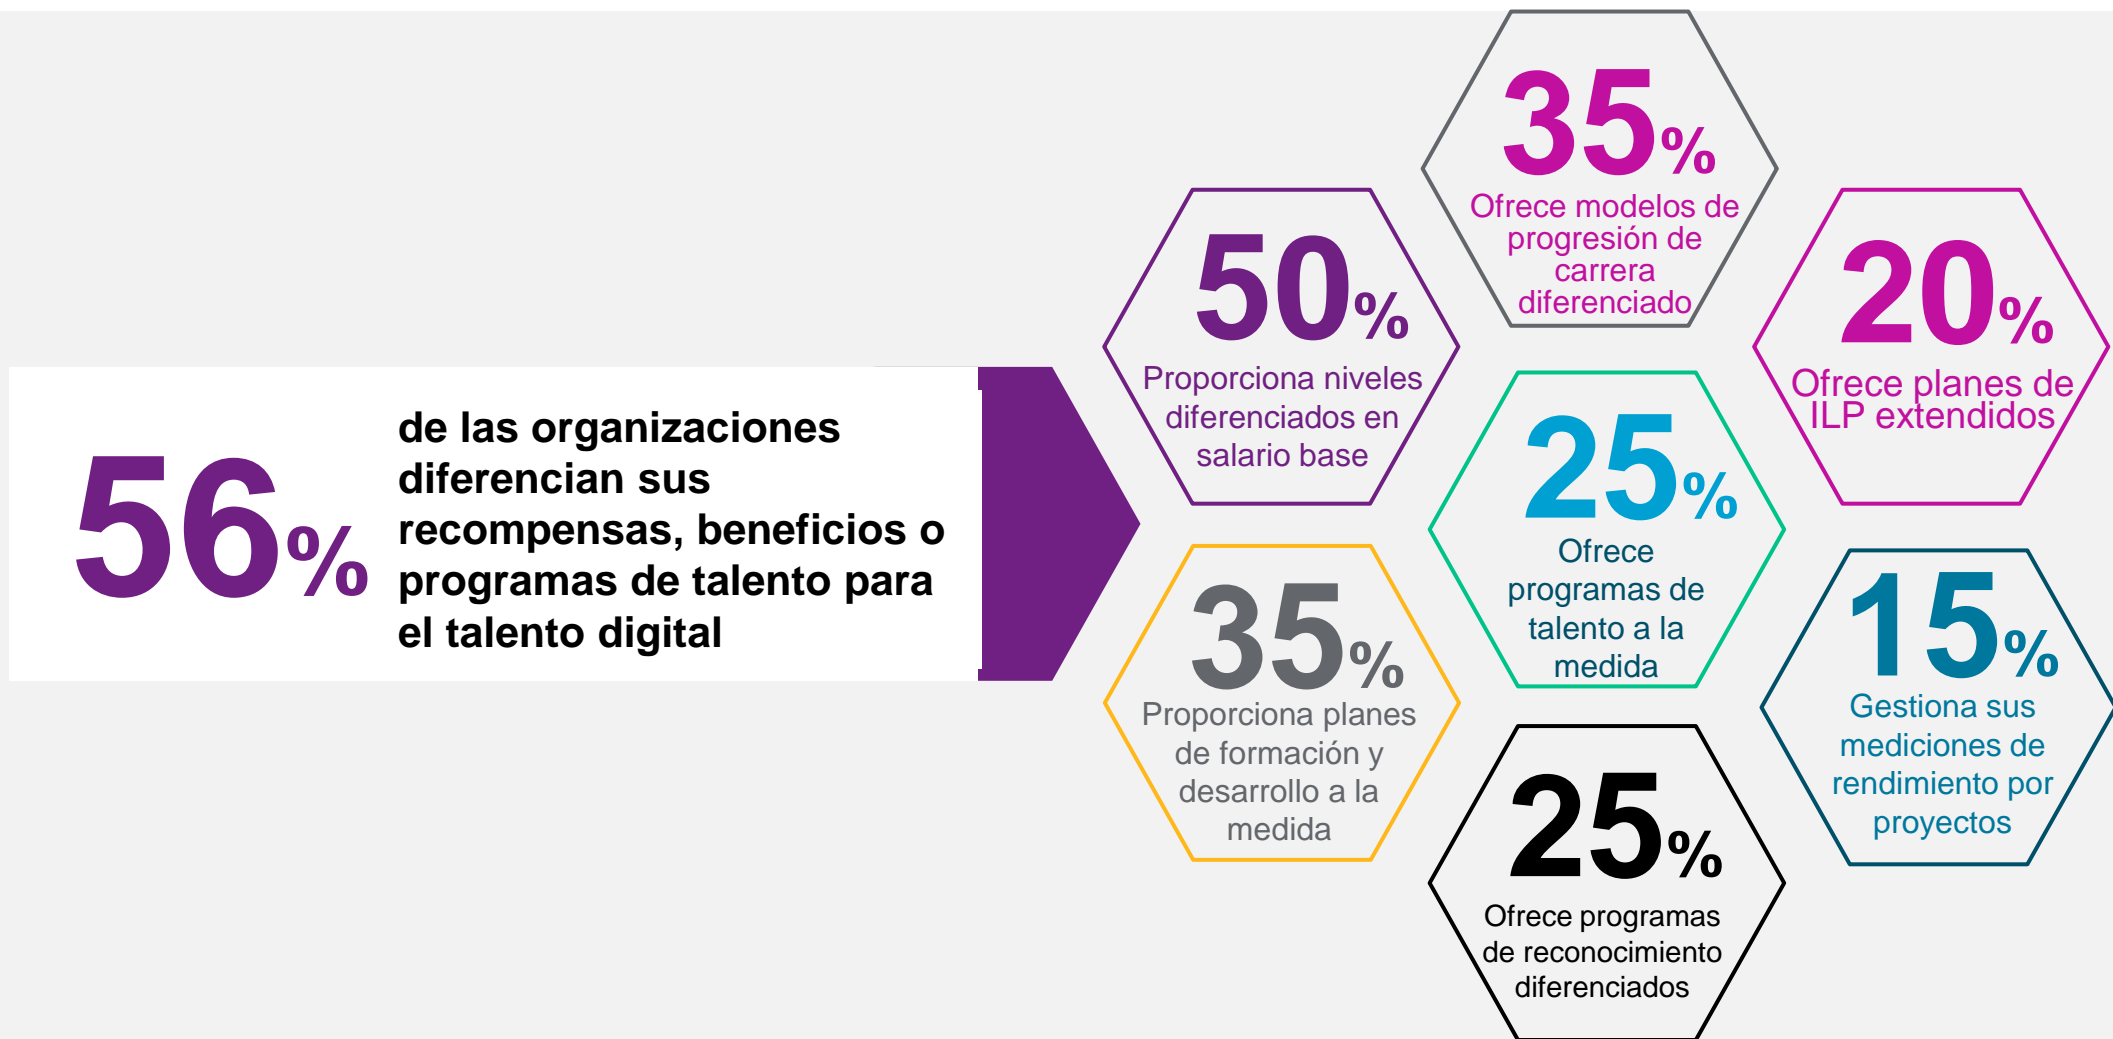 56%
de las organizaciones
diferencian sus
recompensas, beneficios o
programas de talento para
el talento digital
50%
Proporciona niveles
diferenciados en
salario base
35%
Ofrece modelos de
progresión de
carrera
diferenciado
20%
Ofrece planes de
ILP extendidos
25%
Ofrece
programas de
talento a la
medida
35%
Proporciona planes
de formación y
desarrollo a la
medida
15%
Gestiona sus
mediciones de
rendimiento por
proyectos
25%
Ofrece programas
de reconocimiento
diferenciados